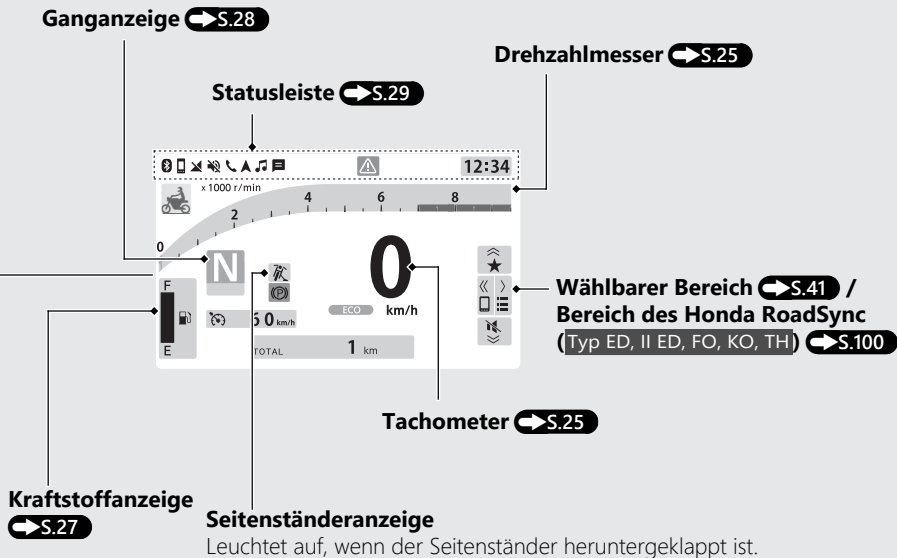 Ganganzeige S.28
Drehzahlmesser S.25
Statusleiste S.29
12:34
x 1000 r/min
0 2 4 6 8
N
0
F
P
ECO km/h
60 km/h
E
TOTAL 1 km
Wählbarer Bereich S.41 /
Bereich des Honda RoadSync
(Typ ED, II ED, FO, KO, TH) S.100
Tachometer S.25
Kraftstoffanzeige
S.27
Seitenständeranzeige
Leuchtet auf, wenn der Seitenständer heruntergeklappt ist.